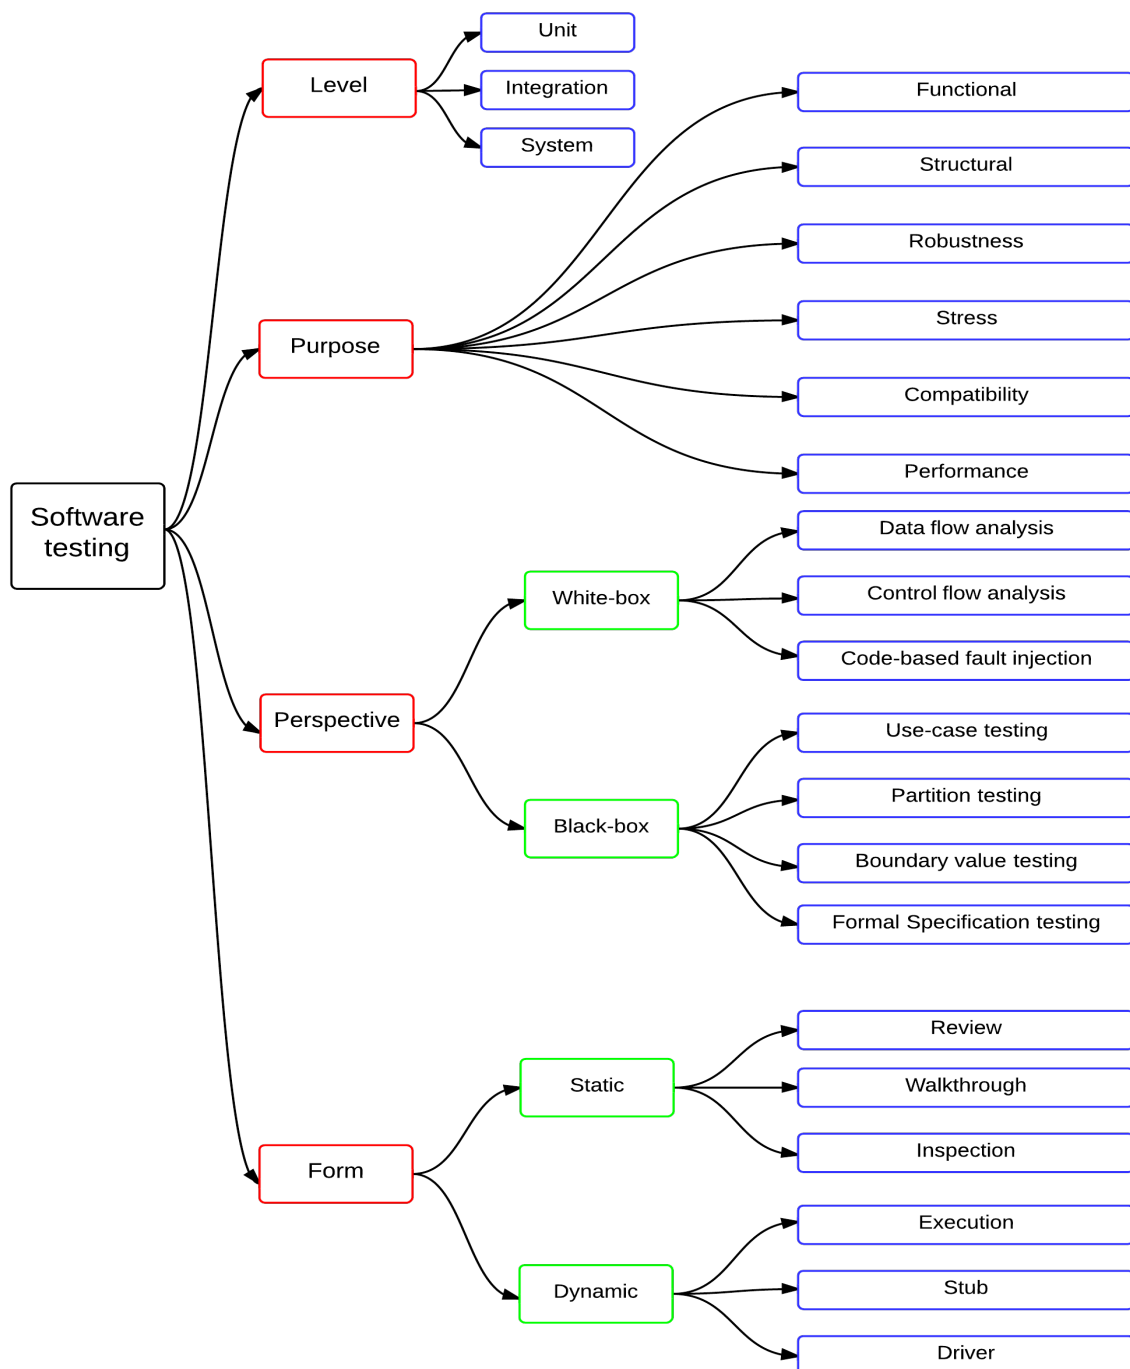 Software
testing
Level
Unit
Integration
System
Purpose
Functional
Structural
Robustness
Stress
Compatibility
Performance
Perspective
White-box
Data flow analysis
Control flow analysis
Code-based fault injection
Black-box
Use-case testing
Partition testing
Boundary value testing
Formal Specification testing
Form
Static
Review
Walkthrough
Inspection
Dynamic
Execution
Stub
Driver